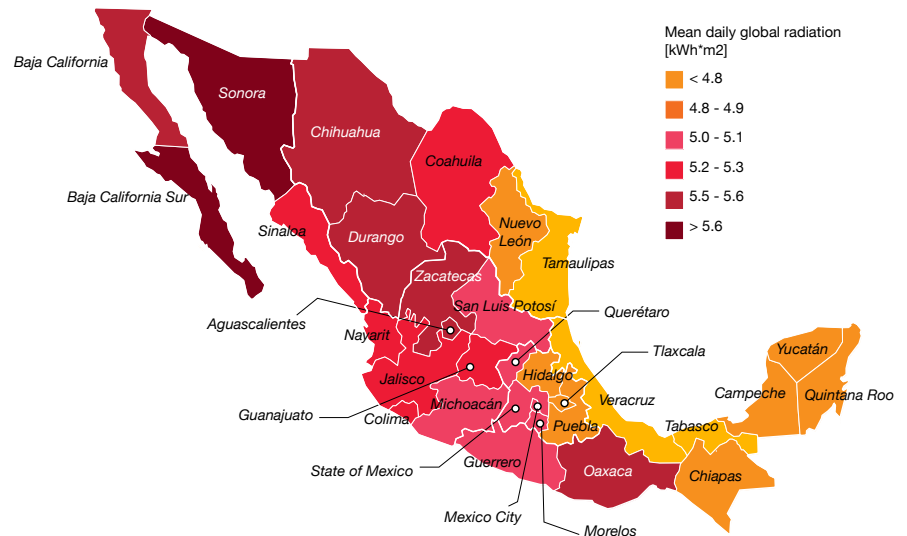 Mean daily global radiation
[kWh*m2]
< 4.8
4.8 - 4.9
5.0 - 5.1
5.2 - 5.3
5.5 - 5.6
> 5.6
Baja California
Sonora
Chihuahua
Coahuila
Baja California Sur
Sinaloa
Durango
Nuevo
León
Tamaulipas
Zacatecas
San Luis Potosí
Aguascalientes
Querétaro
Nayarit
Tlaxcala
Yucatán
Jalisco
Hidalgo
Campeche
Quintana Roo
Guanajuato
Michoacán
Veracruz
Colima
Puebla
Tabasco
State of Mexico
Guerrero
Oaxaca
Chiapas
Mexico City
Morelos